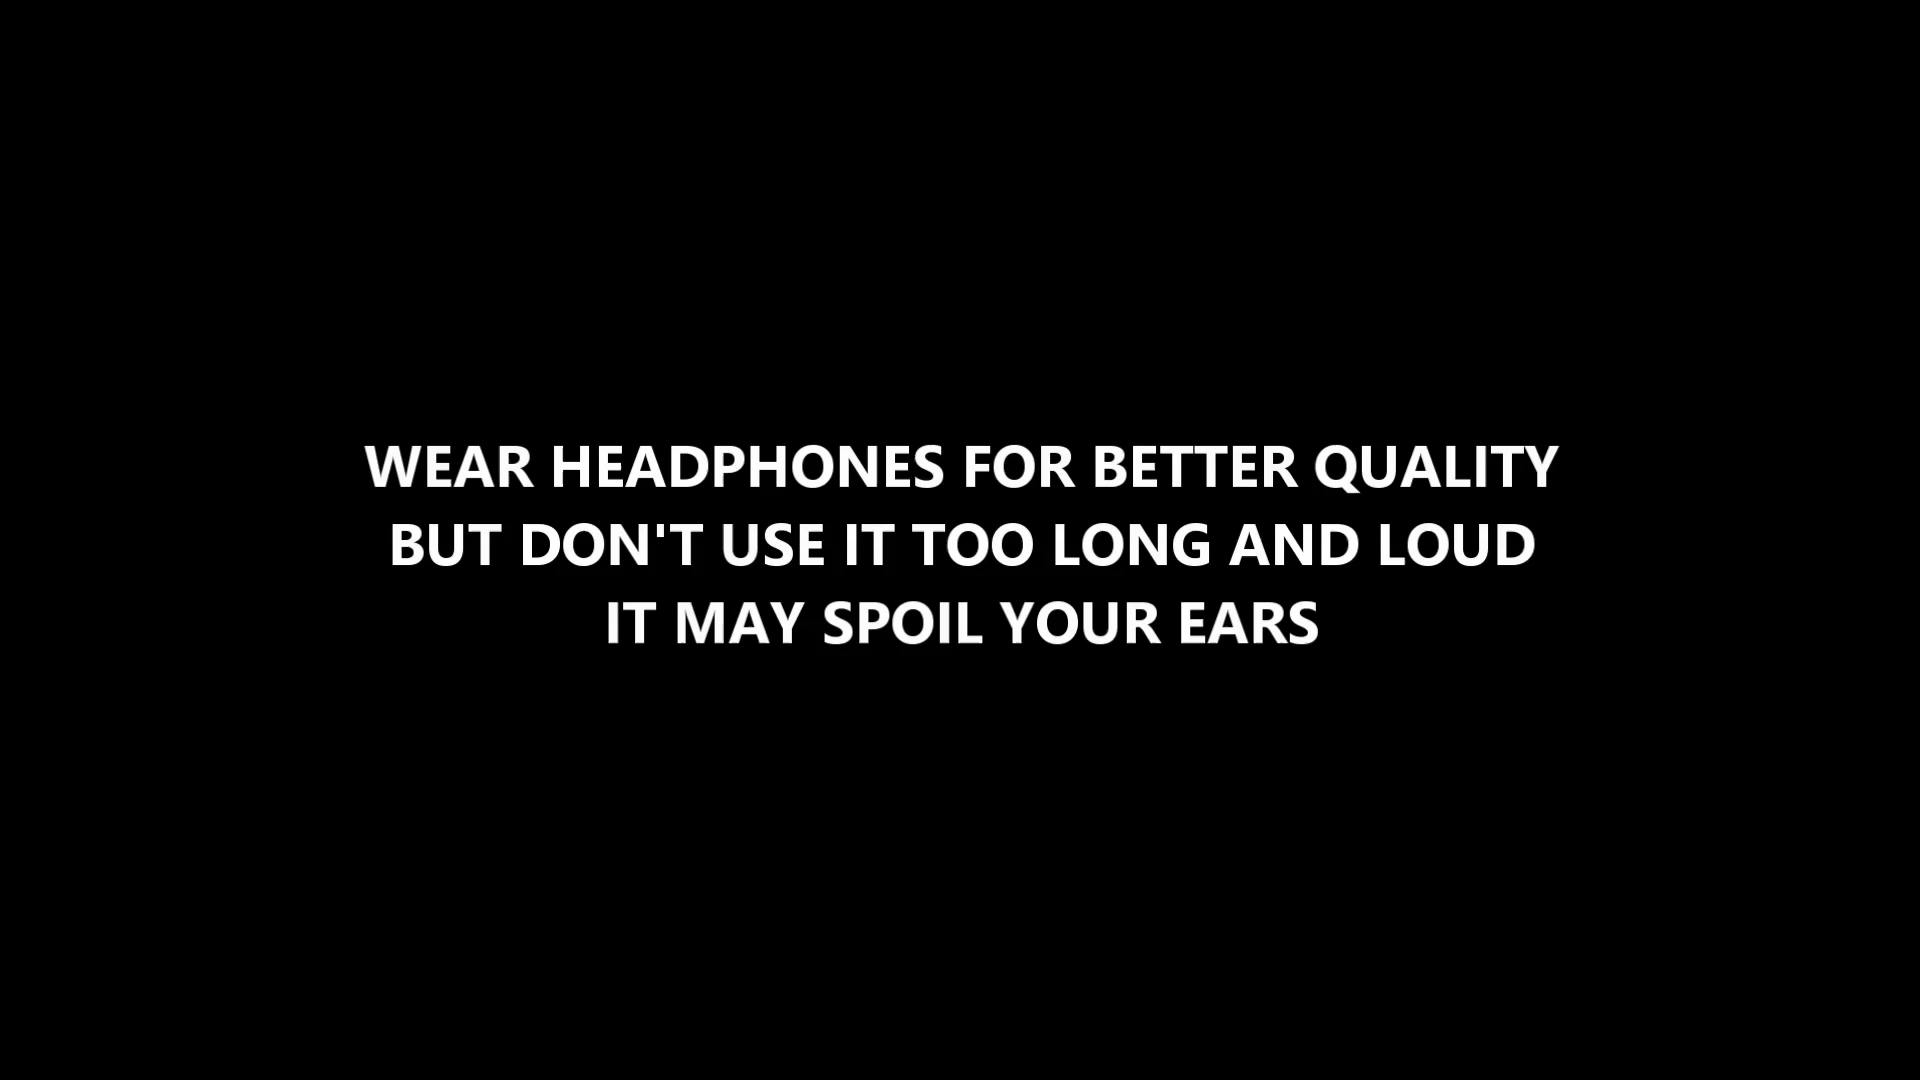 WEAR HEADPHONES FOR BETTER QUALITY
BUT DON'T USE IT TOO LONG AND LOUD
IT MAY SPOIL YOUR EARS